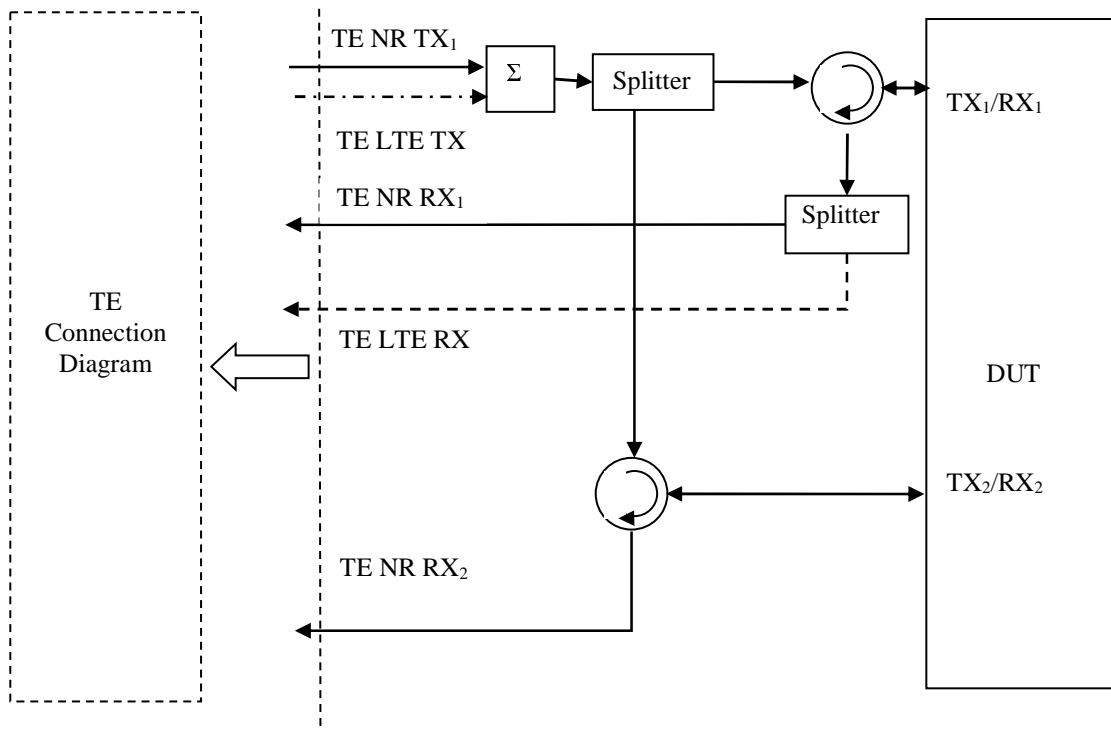 TE NR TX₁
Σ
Splitter
TX₁/RX₁
TE LTE TX
TE NR RX₁
Splitter
TE
Connection
Diagram
TE LTE RX
DUT
TX₂/RX₂
TE NR RX₂